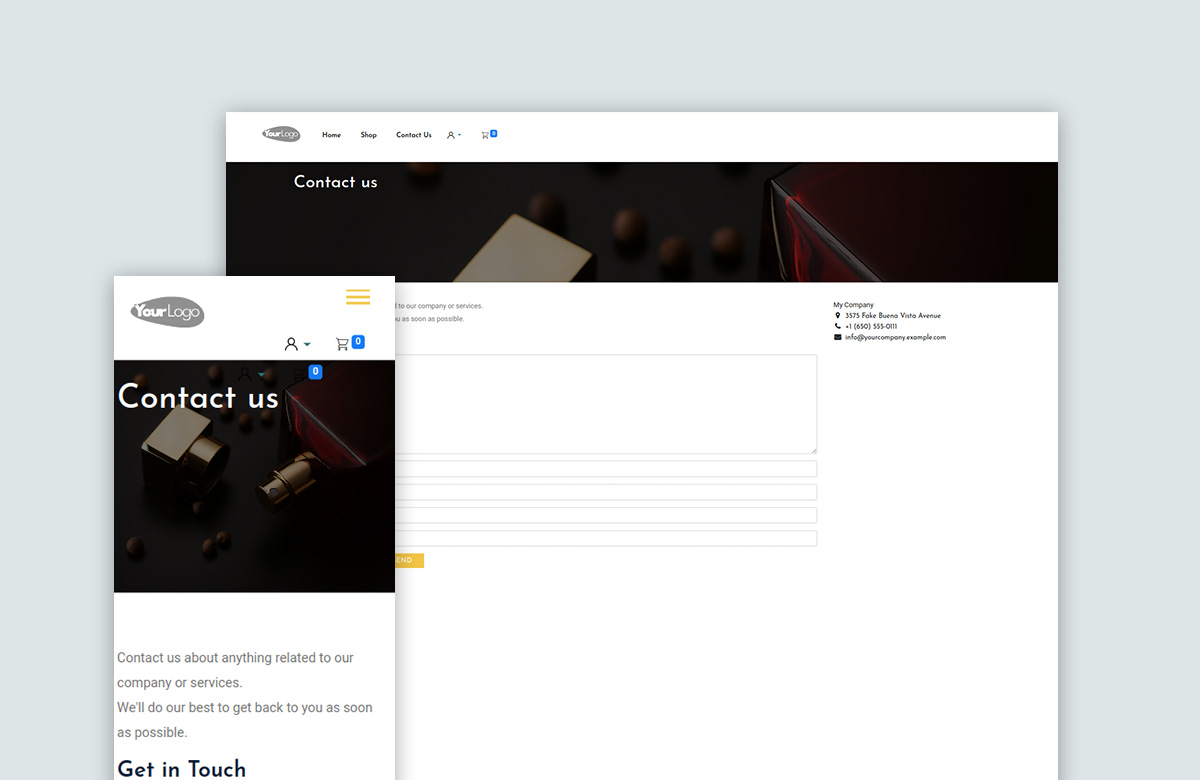 YourLogo
Home
Shop
Contact Us
0
Contact us
to our company or services.
u as soon as possible.
My Company
3575 Fake Buena Vista Avenue
+1 (650) 555-0111
info@yourcompany.example.com
END
YourLogo
0
0
Contact us
Contact us about anything related to our
company or services.
We'll do our best to get back to you as soon
as possible.
Get in Touch